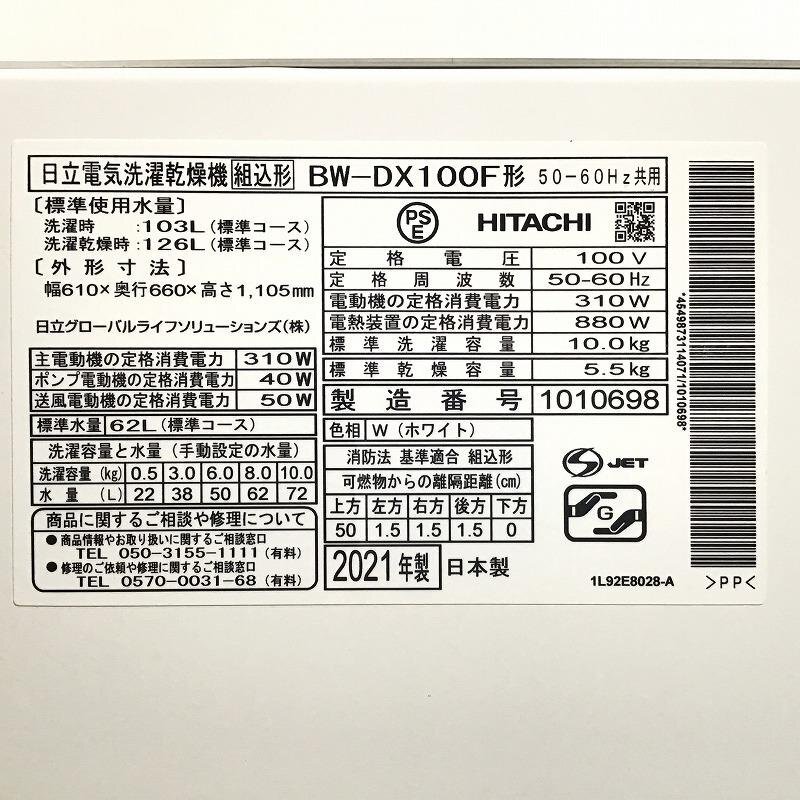 日立電気洗濯乾燥機 組込形 BW-DX100F形 50-60Hz共用
〔標準使用水量〕
洗濯時 :103L(標準コース)
洗濯乾燥時:126L(標準コース)
〔外形寸法〕
幅610×奥行660×高さ1,105mm
日立グローバルライフソリューションズ(株)
主電動機の定格消費電力 310W
ポンプ電動機の定格消費電力 40W
送風電動機の定格消費電力 50W
標準水量 62L(標準コース)
洗濯容量と水量(手動設定の水量)
洗濯容量(kg) 0.5 3.0 6.0 8.0 10.0
水量(L) 22 38 50 62 72
商品に関するご相談や修理について
●商品情報やお取り扱いに関する御相談窓口
TEL 050-3155-1111(有料)
●修理のご依頼や修理に関する御相談窓口
TEL 0570-0031-68(有料)
PSE HITACHI
定格電圧 100V
定格周波数 50-60Hz
電動機の定格消費電力 310W
電熱装置の定格消費電力 880W
標準洗濯容量 10.0kg
標準乾燥容量 5.5kg
製造番号 1010698
色相 W(ホワイト)
消防法 基準適合 組込形
可燃物からの離隔距離(cm)
上方 左方 右方 後方 下方
50 1.5 1.5 1.5 0
2021年製 日本製
S JET
G
1L92E8028-A
*4549873114071/1010698*
>PP<